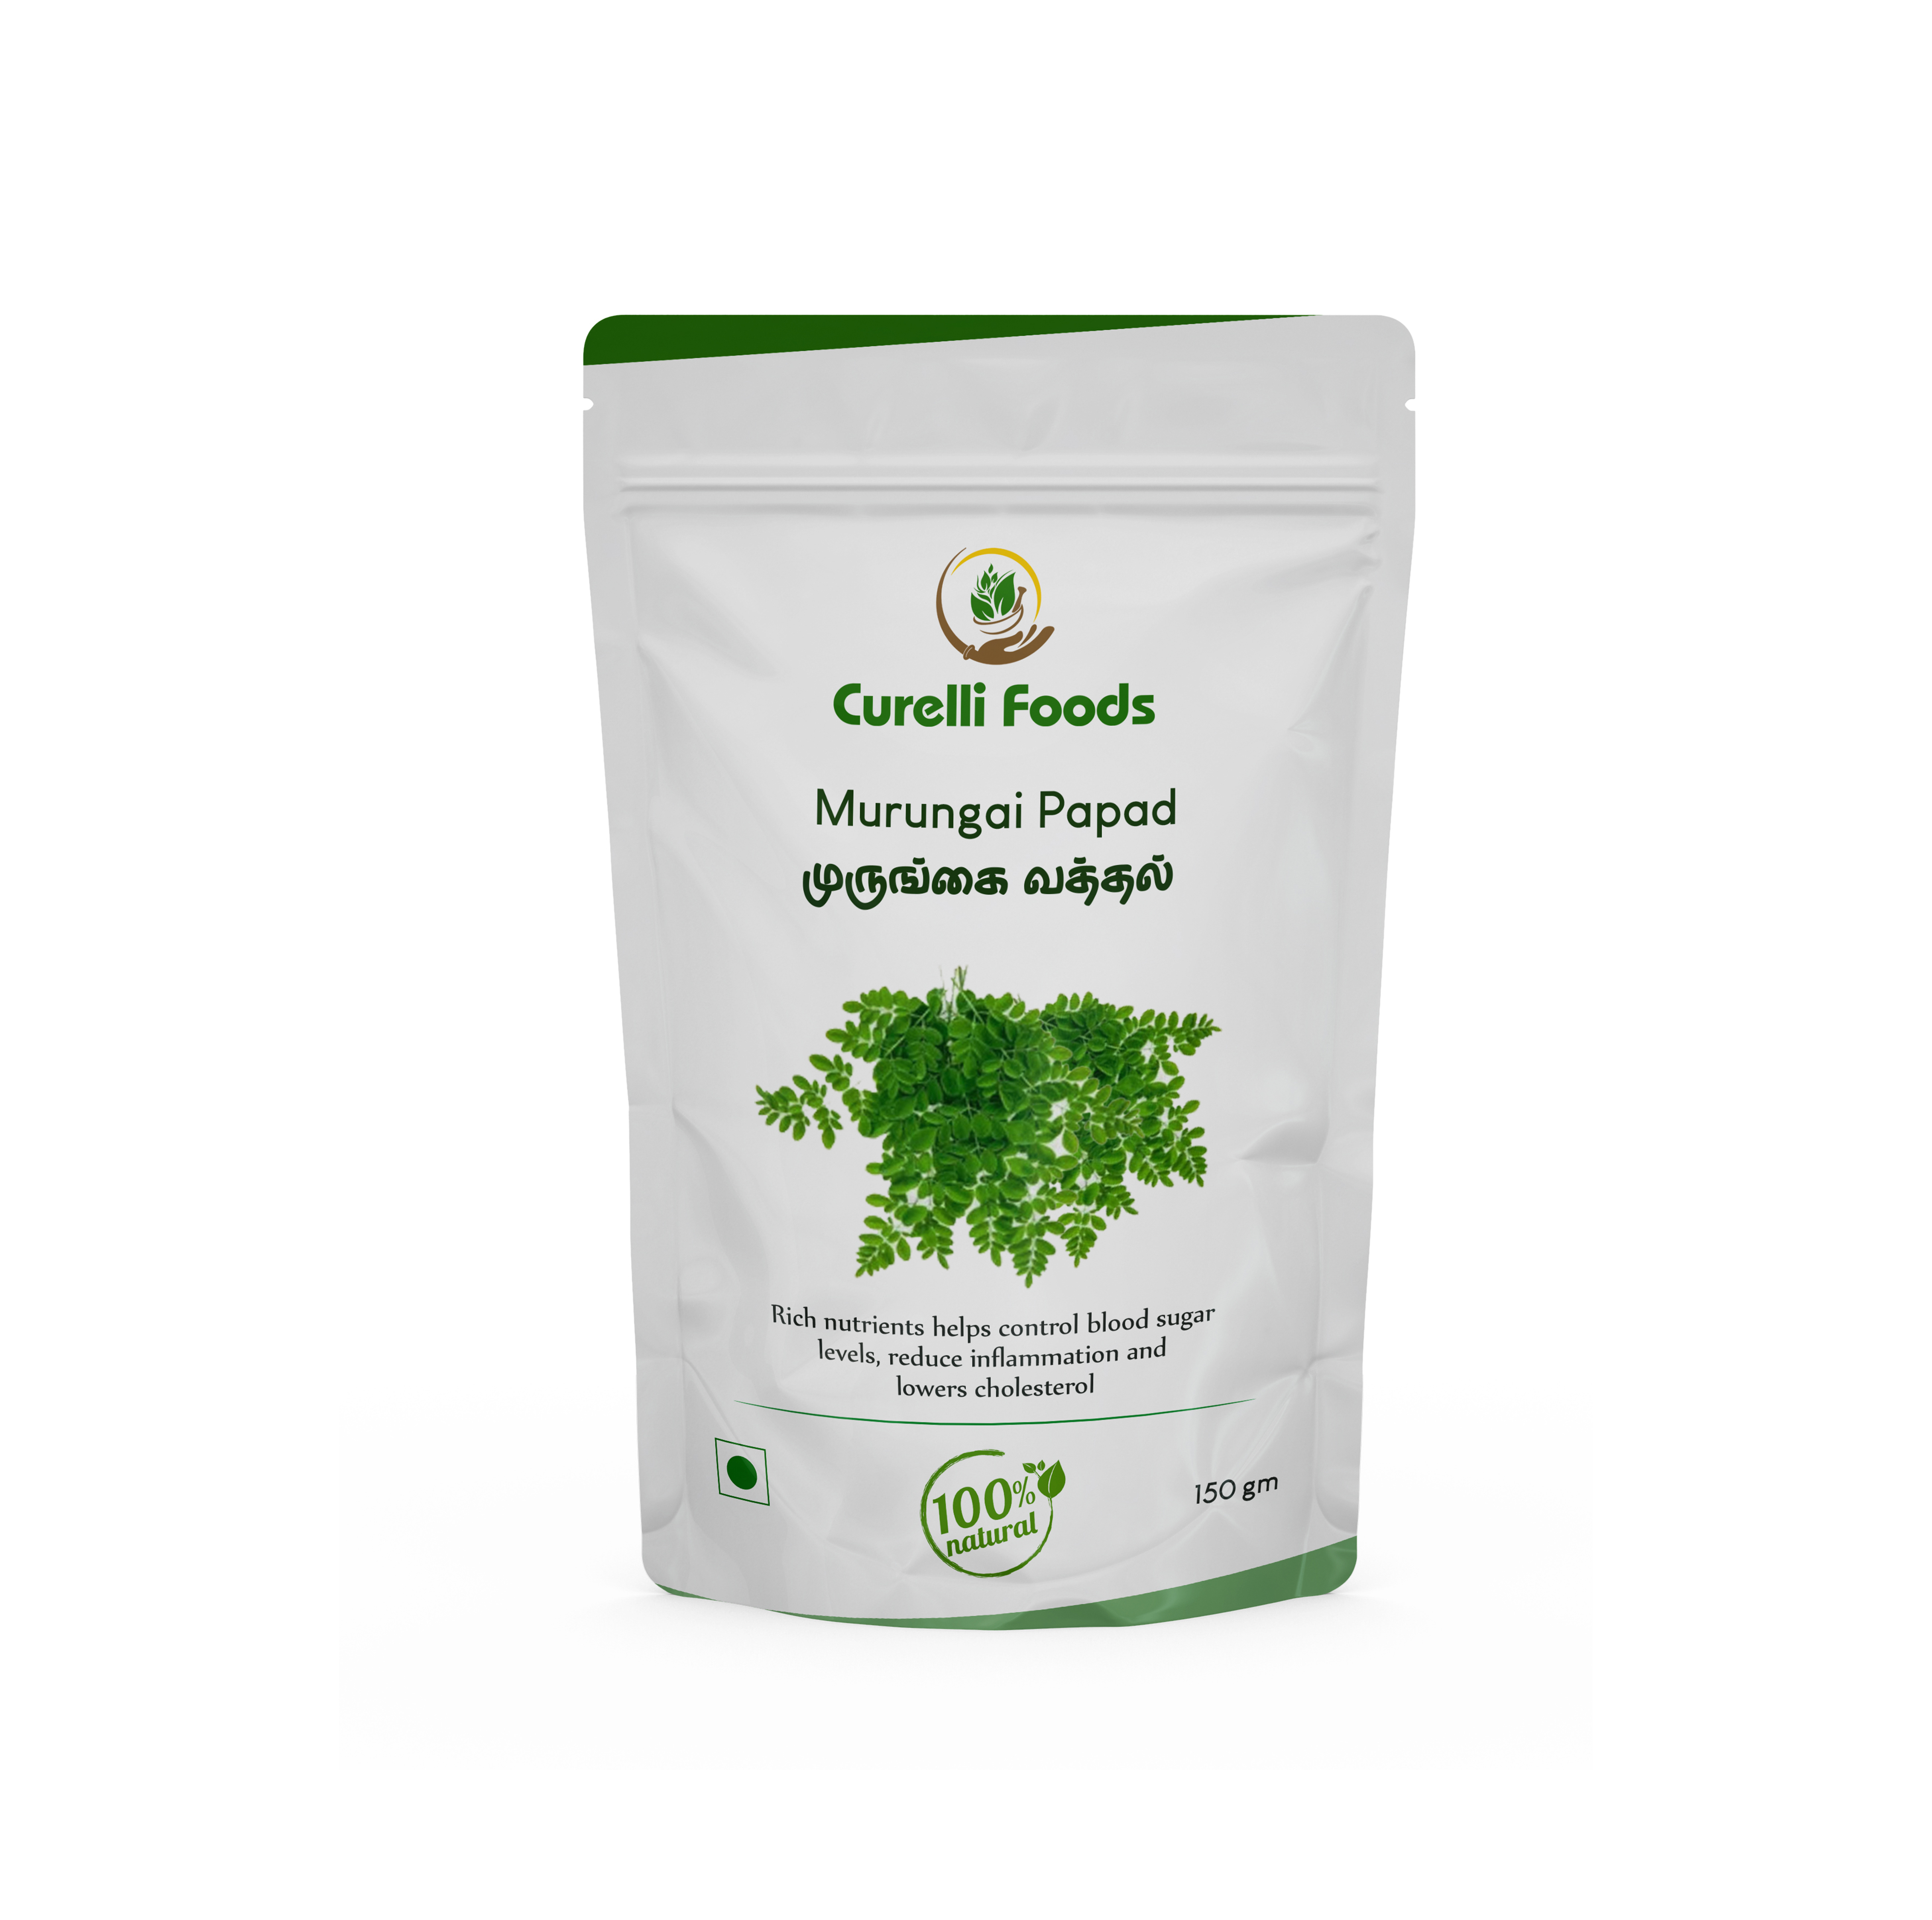 Curelli Foods
Murungai Papad
முருங்கை வத்தல்
Rich nutrients helps control blood sugar
levels, reduce inflammation and
lowers cholesterol
100%
natural
150 gm